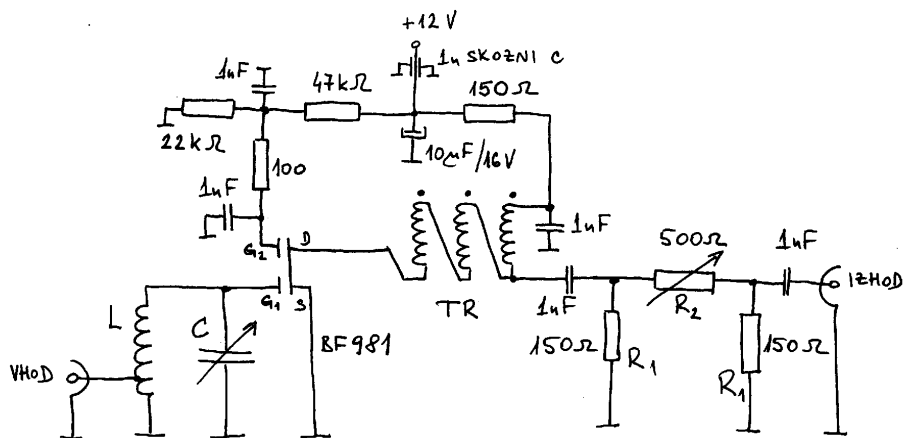 +12 V
1n SKOZNI C
1nF
47kΩ
150Ω
22kΩ
10µF/16V
100
1nF
G2
D
1nF
500Ω
1nF
R2
IZHOD
1nF
TR
L
C
G1
S
BF981
150Ω
R1
150Ω
R1
VHOD